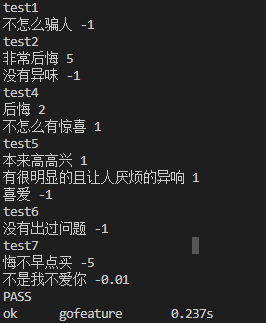 test1
不怎么骗人 -1
test2
非常后悔 5
没有异味 -1
test4
后悔 2
不怎么有惊喜 1
test5
本来高高兴 1
有很明显的且让人厌烦的异响 1
喜爱 -1
test6
没有出过问题 -1
test7
悔不早点买 -5
不是我不爱你 -0.01
PASS
ok gofeature 0.237s